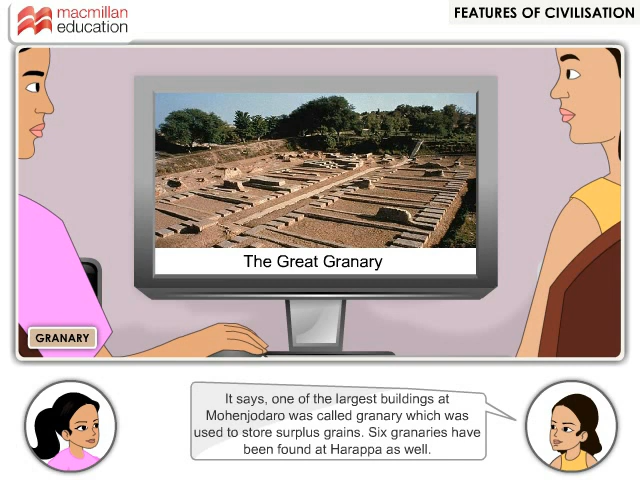 macmillan
education
FEATURES OF CIVILISATION
The Great Granary
GRANARY
It says, one of the largest buildings at
Mohenjodaro was called granary which was
used to store surplus grains. Six granaries have
been found at Harappa as well.